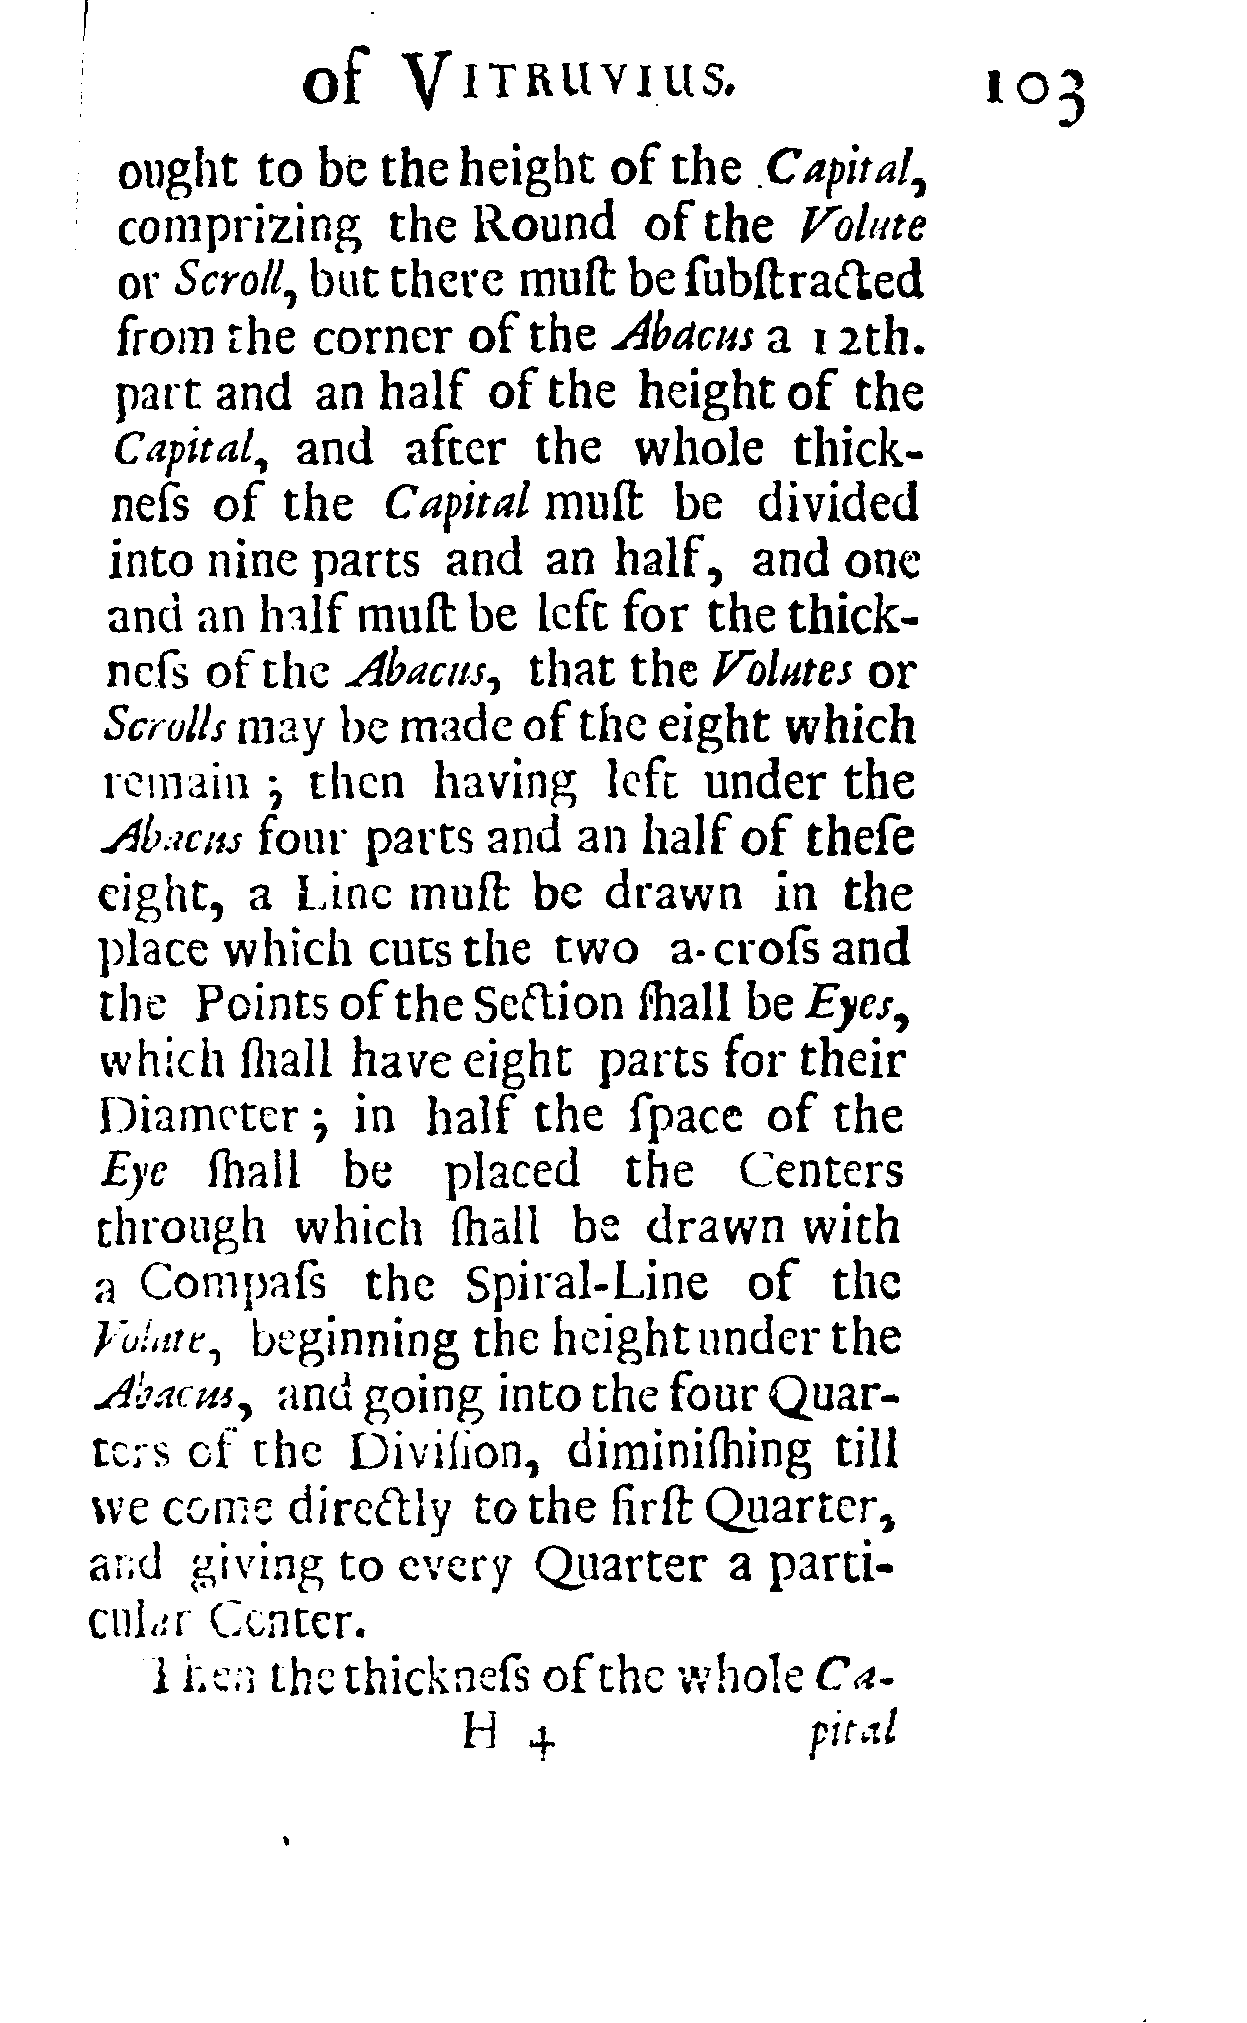 of VITRUVIUS. 103
ought to be the height of the Capital,
comprizing the Round of the Volute
or Scroll, but there muſt be ſubſtracted
from the corner of the Abacus a 12th.
part and an half of the height of the
Capital, and after the whole thick-
neſs of the Capital muſt be divided
into nine parts and an half, and one
and an half muſt be left for the thick-
neſs of the Abacus, that the Volutes or
Scrolls may be made of the eight which
remain ; then having left under the
Abacus four parts and an half of theſe
eight, a Line muſt be drawn in the
place which cuts the two a-croſs and
the Points of the Section ſhall be Eyes,
which ſhall have eight parts for their
Diameter ; in half the ſpace of the
Eye ſhall be placed the Centers
through which ſhall be drawn with
a Compaſs the Spiral-Line of the
Volute, beginning the height under the
Abacus, and going into the four Quar-
ters of the Diviſion, diminiſhing till
we come directly to the firſt Quarter,
and giving to every Quarter a parti-
cular Center.
Then the thickneſs of the whole Ca-
H 4 pital